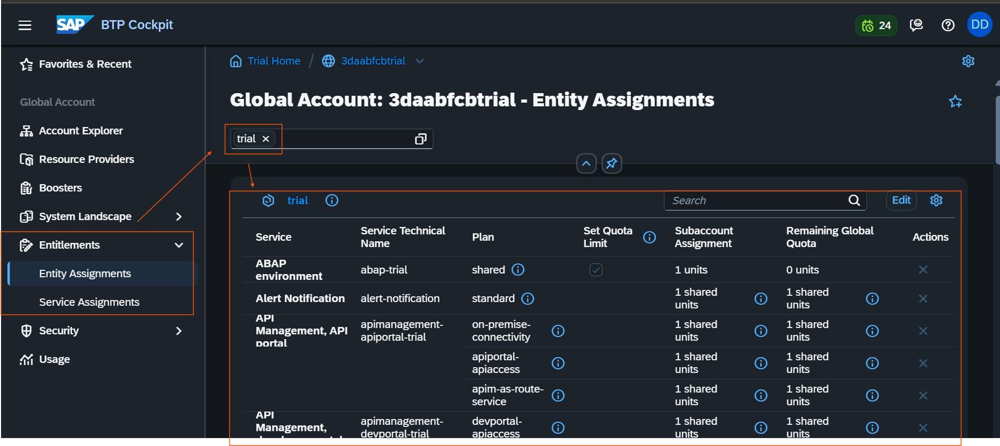 SAP BTP Cockpit
24
DD
Favorites & Recent
Global Account
Account Explorer
Resource Providers
Boosters
System Landscape
Entitlements
Entity Assignments
Service Assignments
Security
Usage
Trial Home / 3daabfcbtrial
Global Account: 3daabfcbtrial - Entity Assignments
trial
trial
Search
Edit
Service
Service Technical
Name
Plan
Set Quota
Limit
Subaccount
Assignment
Remaining Global
Quota
Actions
ABAP
environment
abap-trial
shared
1 units
0 units
Alert Notification
alert-notification
standard
1 shared
units
1 shared
units
API
Management, API
portal
apimanagement-
apiportal-trial
on-premise-
connectivity
1 shared
units
1 shared
units
apiportal-
apiaccess
1 shared
units
1 shared
units
apim-as-route-
service
1 shared
units
1 shared
units
API
Management,
apimanagement-
devportal-trial
devportal-
apiaccess
1 shared
units
1 shared
units